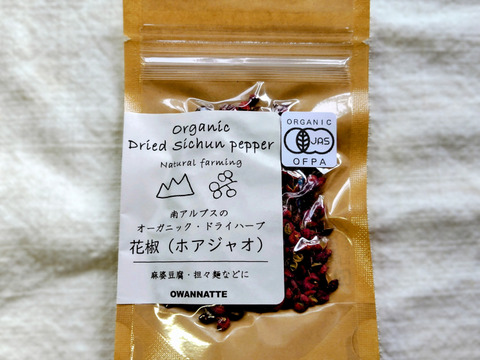 Organic
Dried Sichun pepper
Natural farming
南アルプスの
オーガニック・ドライハーブ
花椒（ホアジャオ）
麻婆豆腐・担々麺などに
OWANNATTE
ORGANIC
JAS
OFPA